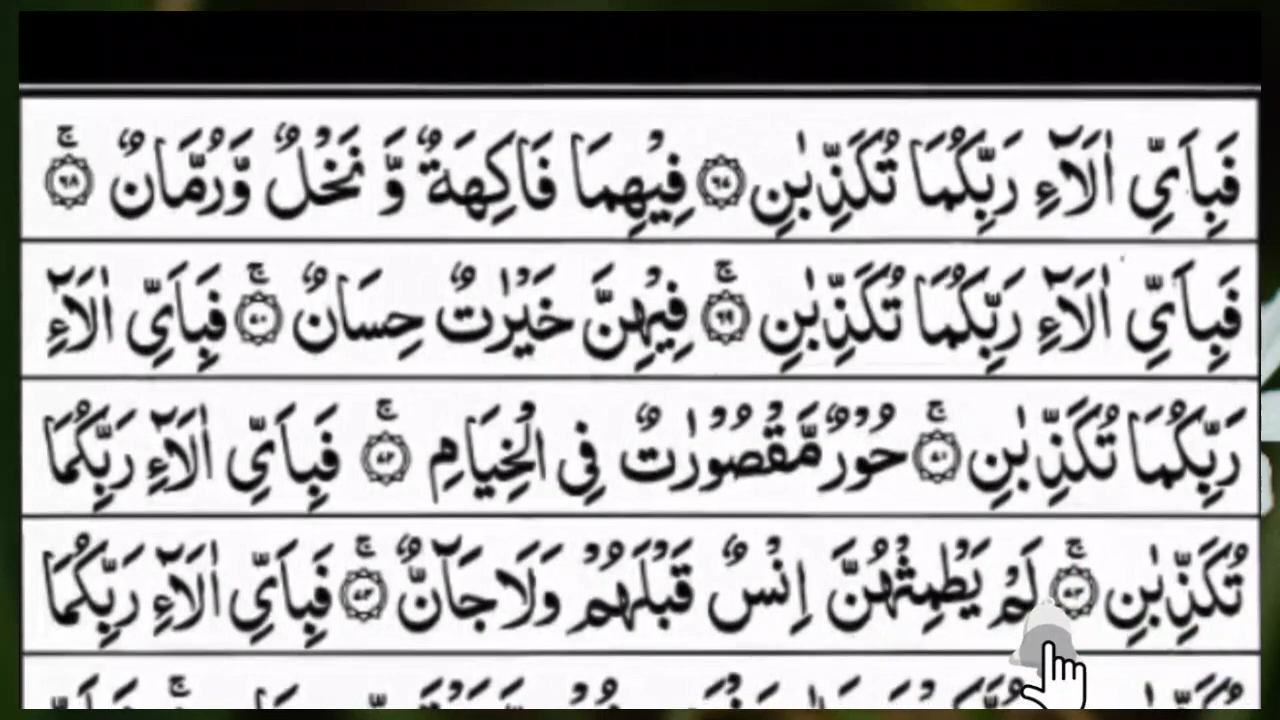 فَبِاَيِّ اٰلَآءِ رَبِّكُمَا تُكَذِّبٰنِ ﴿۶۷﴾ فِيْهِمَا فَاكِهَةٌ وَّ نَخْلٌ وَّرُمَّانٌ ۚ﴿۶۸﴾
فَبِاَيِّ اٰلَآءِ رَبِّكُمَا تُكَذِّبٰنِ ۚ﴿۶۹﴾ فِيْهِنَّ خَيْرٰتٌ حِسَانٌ ۚ﴿۷۰﴾ فَبِاَيِّ اٰلَآءِ
رَبِّكُمَا تُكَذِّبٰنِ ۚ﴿۷۱﴾ حُوْرٌ مَّقْصُوْرٰتٌ فِى الْخِيَامِ ۚ﴿۷۲﴾ فَبِاَيِّ اٰلَآءِ رَبِّكُمَا
تُكَذِّبٰنِ ۚ﴿۷۳﴾ لَمْ يَطْمِثْهُنَّ اِنْسٌ قَبْلَهُمْ وَلَا جَآنٌّ ۚ﴿۷۴﴾ فَبِاَيِّ اٰلَآءِ رَبِّكُمَا